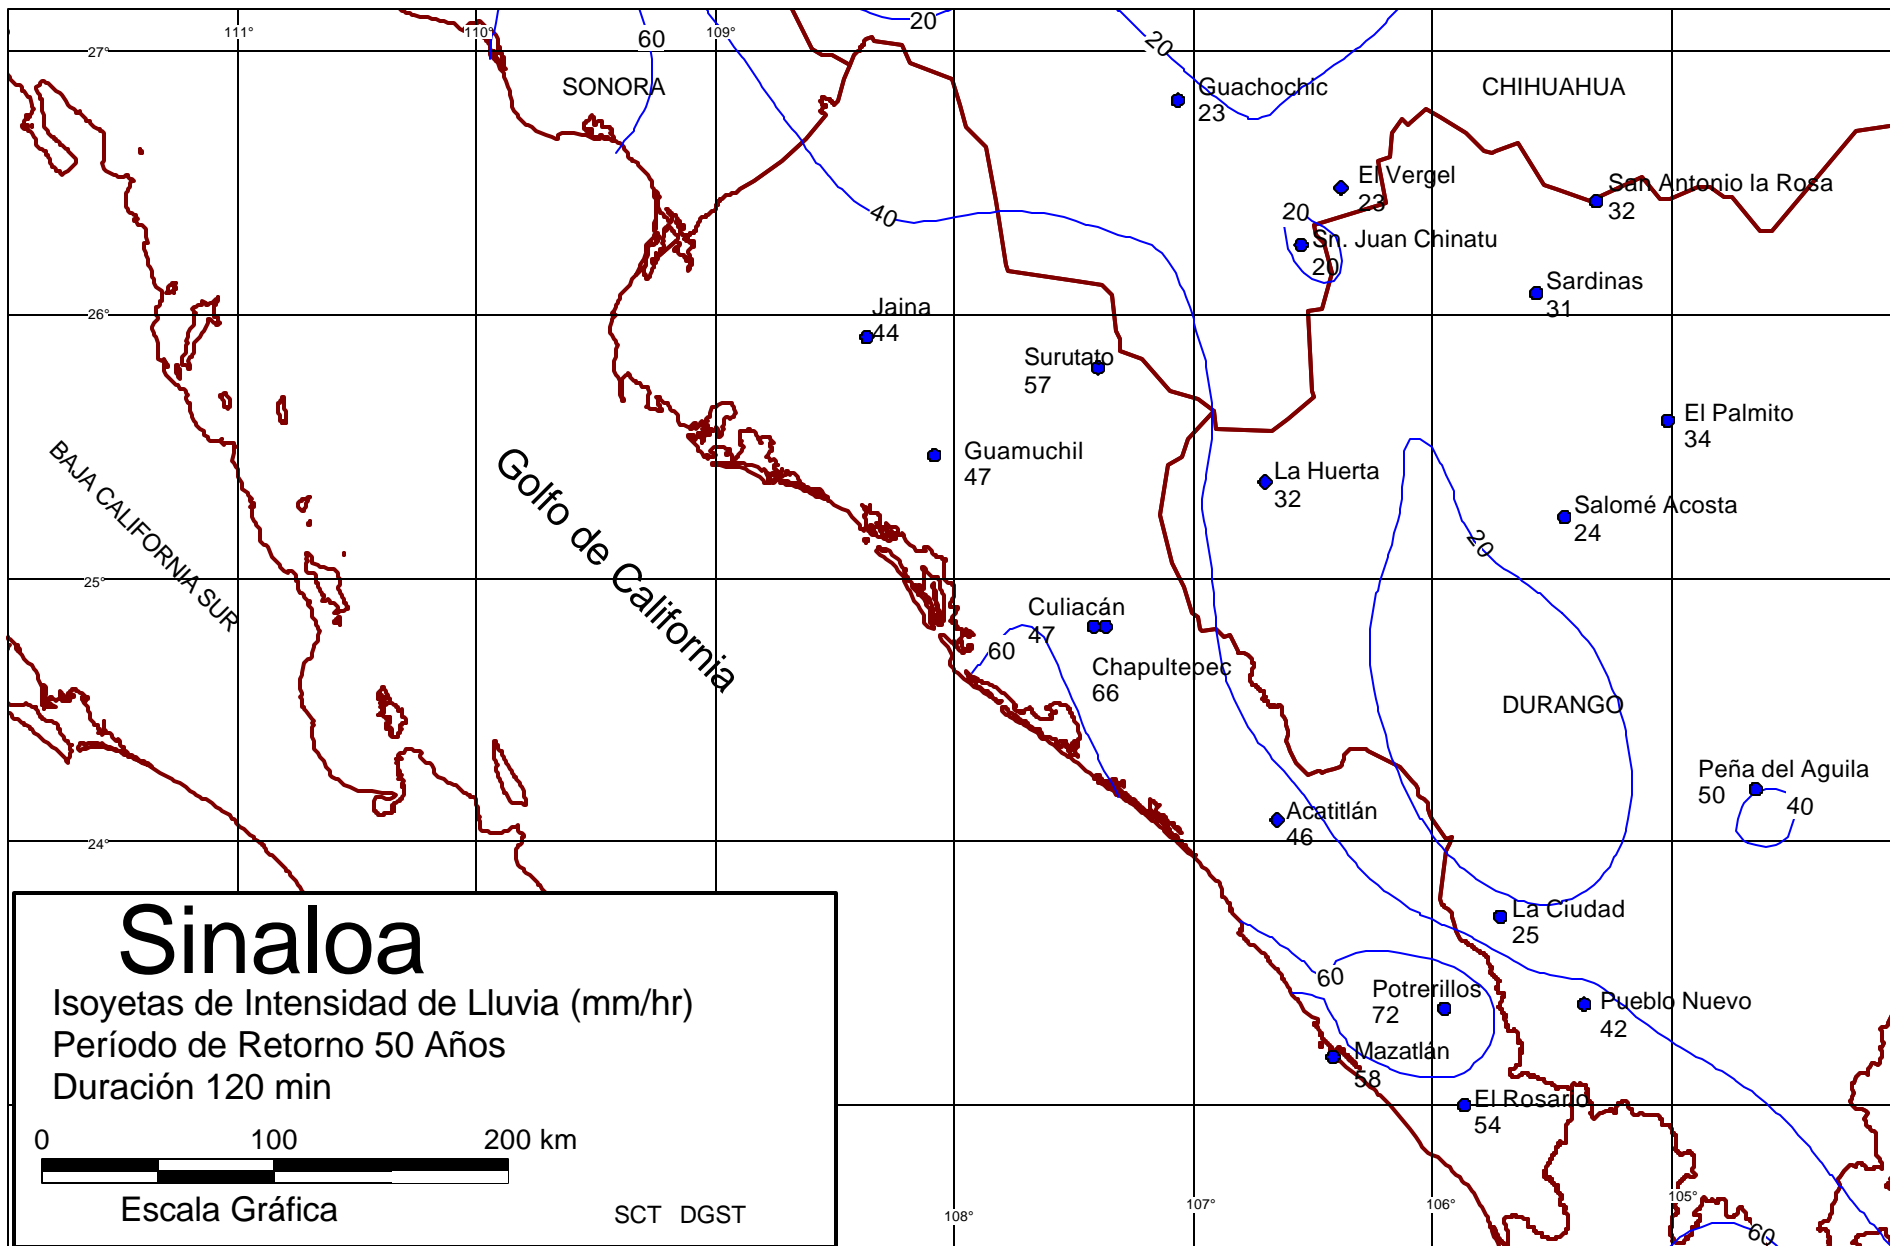 111°
110°
109°
60
20
20
27°
SONORA
Guachochic
23
CHIHUAHUA
El Vergel
23
San Antonio la Rosa
32
40
20
Sn. Juan Chinatu
20
Sardinas
31
Jaina
44
26°
Surutato
57
El Palmito
34
BAJA CALIFORNIA SUR
Golfo de California
Guamuchil
47
La Huerta
32
Salomé Acosta
24
20
25°
Culiacán
47
60
Chapultepec
66
DURANGO
Peña del Aguila
50
40
Acatitlán
46
24°
La Ciudad
25
60
Potrerillos
72
Pueblo Nuevo
42
Mazatlán
58
El Rosario
54
Sinaloa
Isoyetas de Intensidad de Lluvia (mm/hr)
Período de Retorno 50 Años
Duración 120 min
0 100 200 km
Escala Gráfica
SCT DGST
108°
107°
106°
105°
60